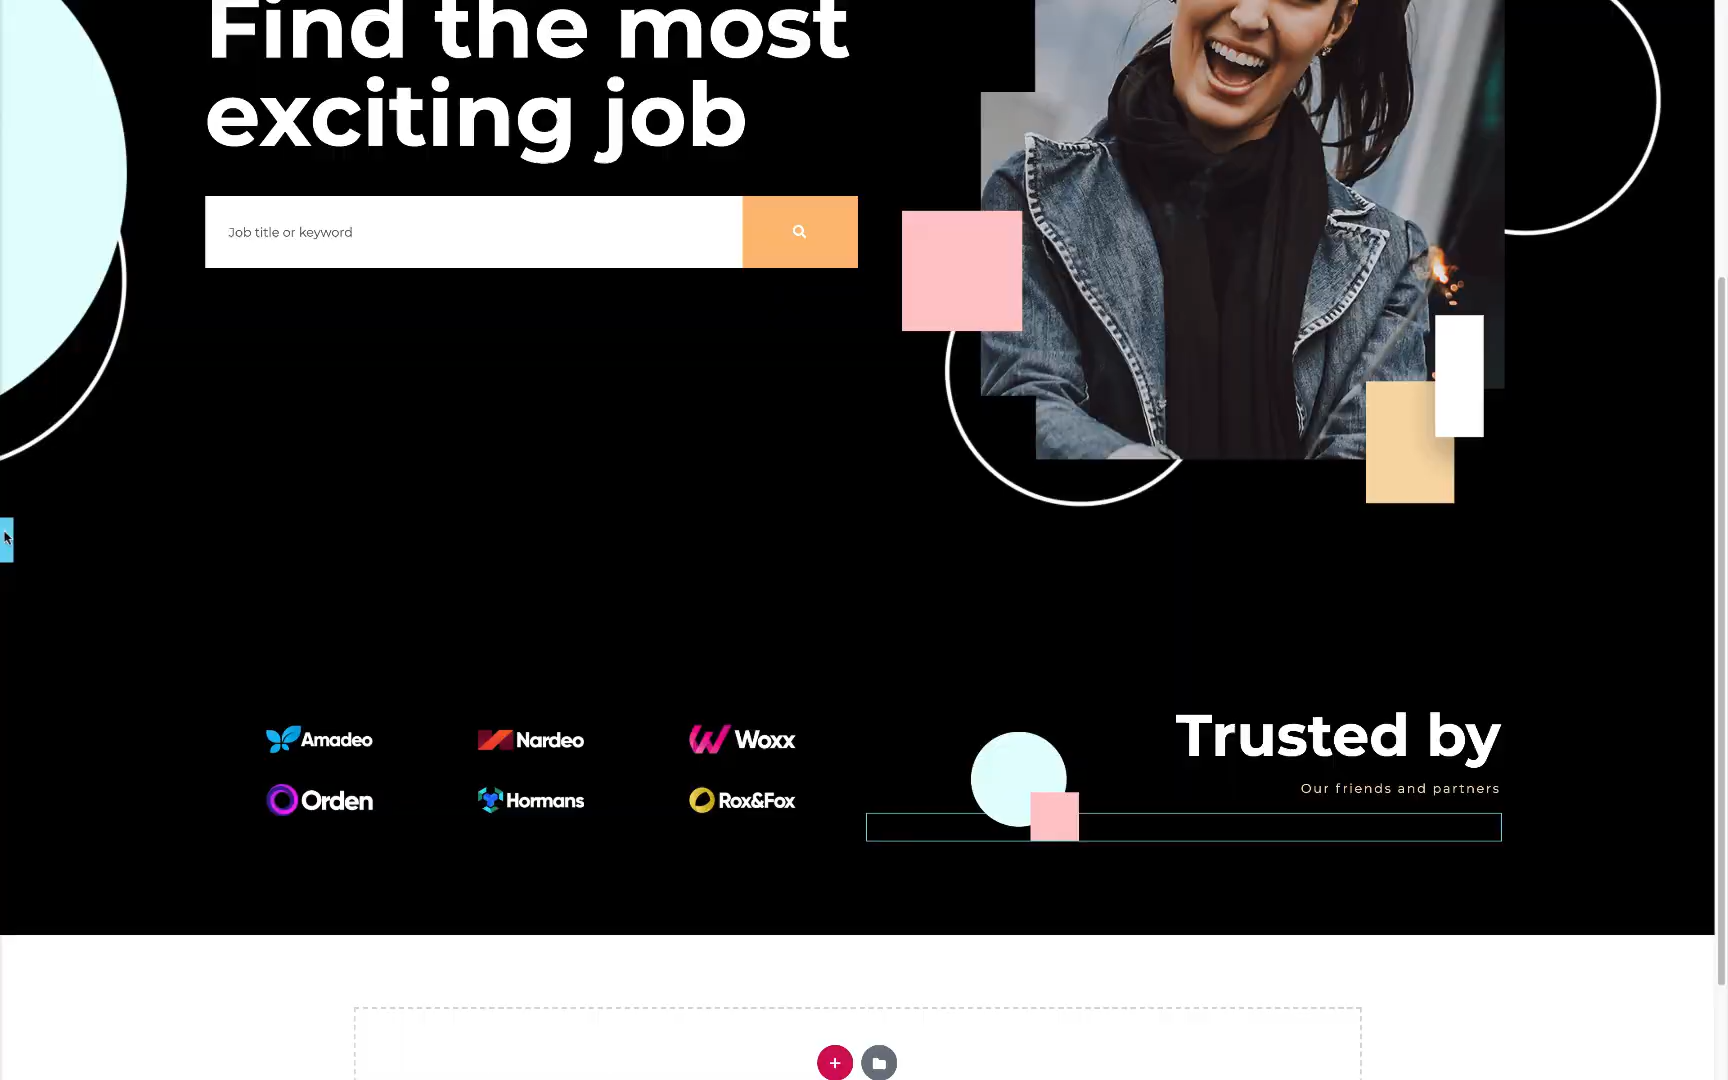 Find the most
exciting job
Job title or keyword
Amadeo
Nardeo
Woxx
Orden
Hormans
Rox&Fox
Trusted by
Our friends and partners